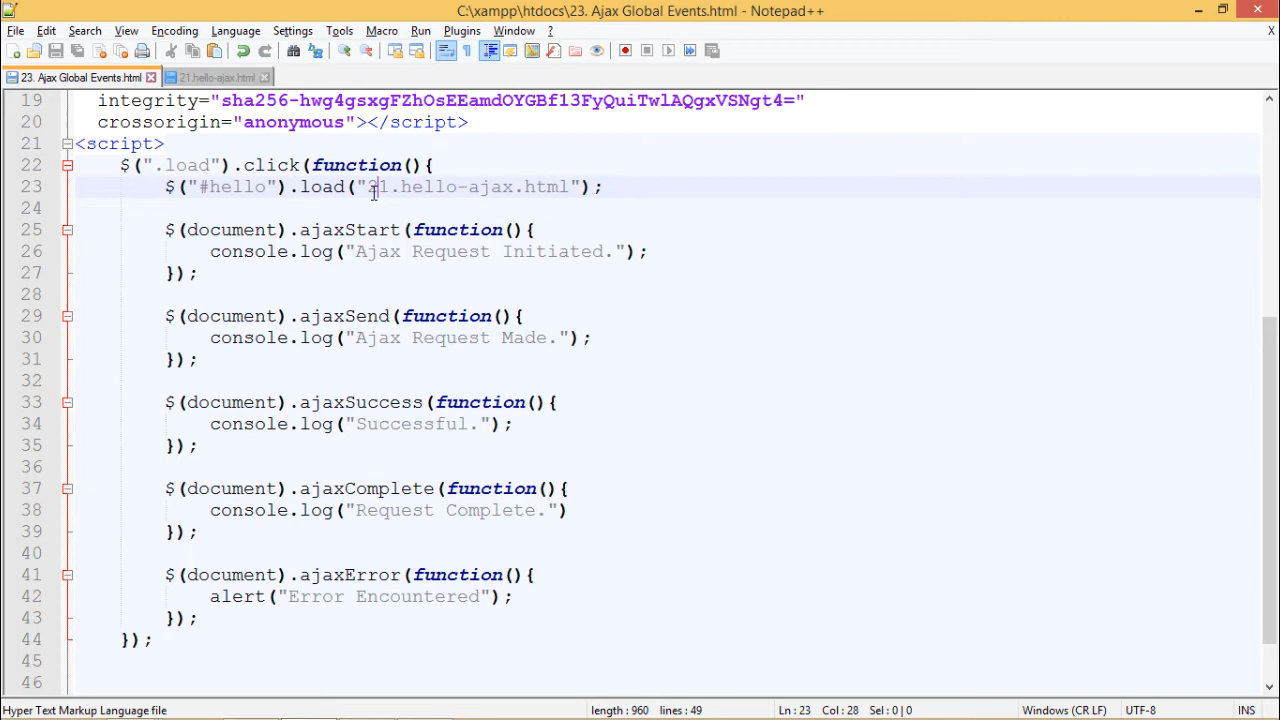 C:\xampp\htdocs\23. Ajax Global Events.html - Notepad++
File Edit Search View Encoding Language Settings Tools Macro Run Plugins Window ? X
23. Ajax Global Events.html 21.hello-ajax.html
19 integrity="sha256-hwg4gsxgFZhOsEEamdOYGBf13FyQuiTwlAQgxVSNgt4="
20 crossorigin="anonymous"></script>
21 <script>
22 $(".load").click(function(){
23 $("#hello").load("21.hello-ajax.html");
24
25 $(document).ajaxStart(function(){
26 console.log("Ajax Request Initiated.");
27 });
28
29 $(document).ajaxSend(function(){
30 console.log("Ajax Request Made.");
31 });
32
33 $(document).ajaxSuccess(function(){
34 console.log("Successful.");
35 });
36
37 $(document).ajaxComplete(function(){
38 console.log("Request Complete.")
39 });
40
41 $(document).ajaxError(function(){
42 alert("Error Encountered");
43 });
44 });
45
46
Hyper Text Markup Language file length : 960 lines : 49 Ln : 23 Col : 28 Sel : 0 | 0 Windows (CR LF) UTF-8 INS